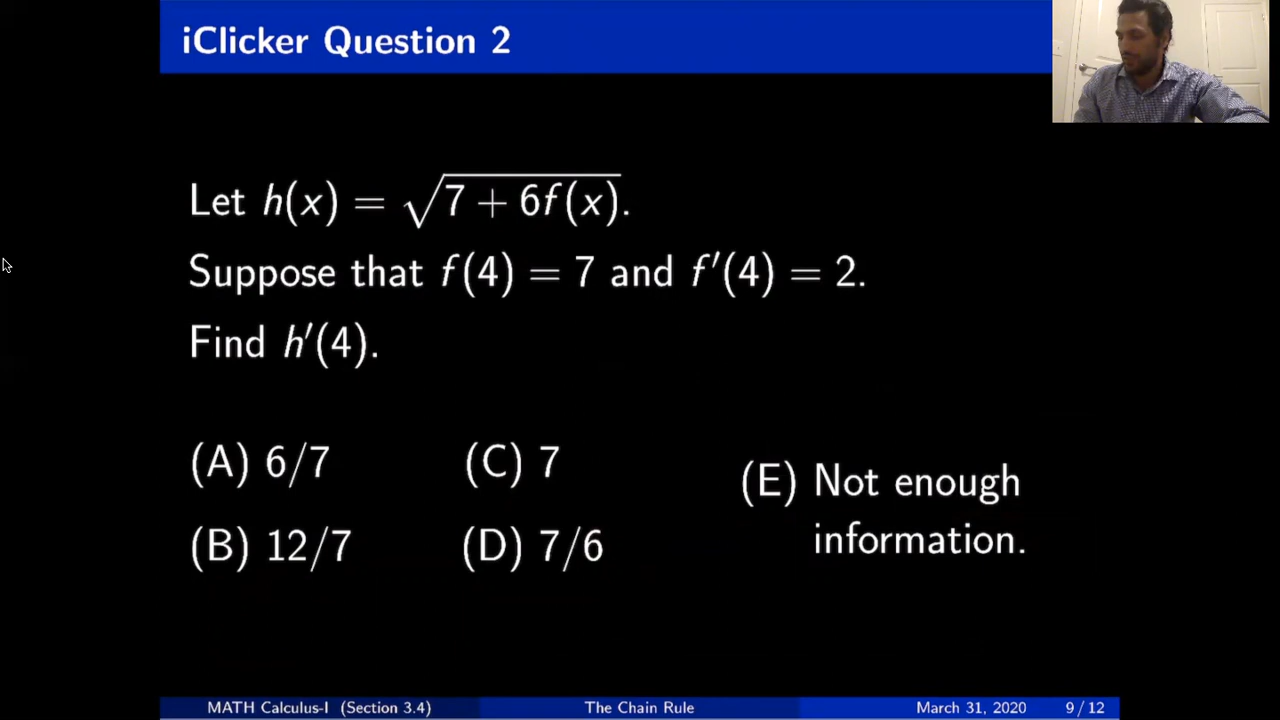 iClicker Question 2
Let h(x) = √7 + 6f(x).
Suppose that f(4) = 7 and f′(4) = 2.
Find h′(4).
(A) 6/7
(B) 12/7
(C) 7
(D) 7/6
(E) Not enough
information.
MATH Calculus-I (Section 3.4)
The Chain Rule
March 31, 2020
9 / 12